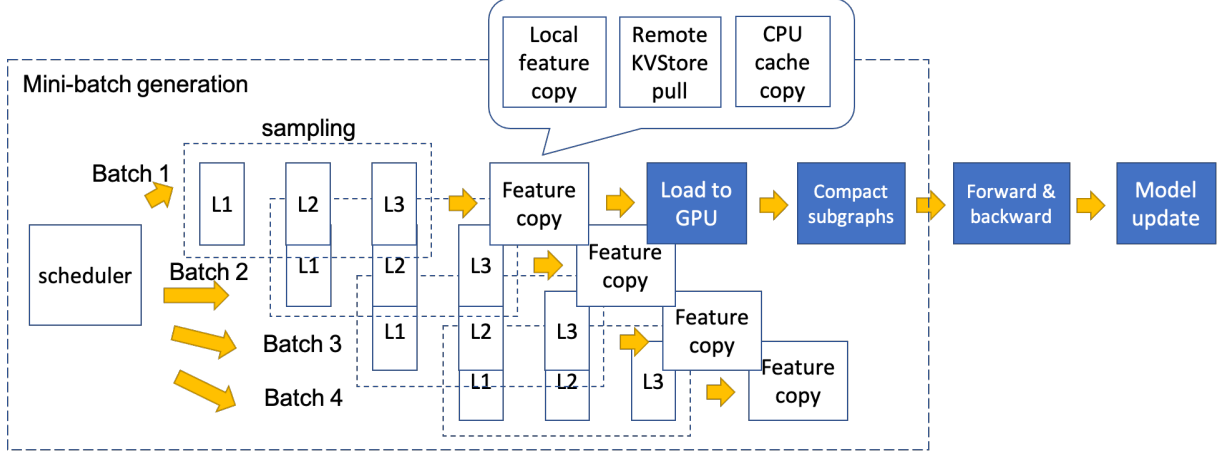 Local
feature
copy
Remote
KVStore
pull
CPU
cache
copy
Mini-batch generation
sampling
Batch 1
L1
L2
L3
Feature
copy
Load to
GPU
Compact
subgraphs
Forward &
backward
Model
update
scheduler
Batch 2
L1
L2
L3
Feature
copy
Batch 3
L1
L2
L3
Feature
copy
Batch 4
L1
L2
L3
Feature
copy